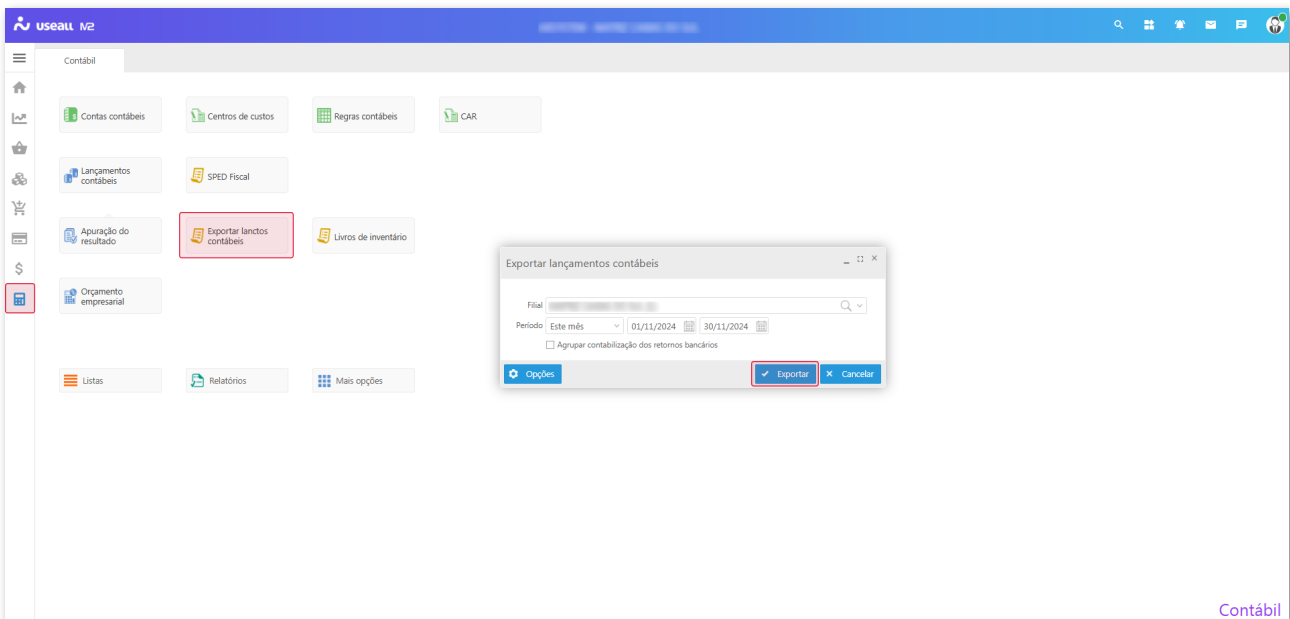 useall M2
Contábil
Contas contábeis
Centros de custos
Regras contábeis
CAR
Lançamentos
contábeis
SPED Fiscal
Apuração do
resultado
Exportar lanctos
contábeis
Livros de inventário
Orçamento
empresarial
Listas
Relatórios
Mais opções
Exportar lançamentos contábeis
Filial
Período Este mês 01/11/2024 30/11/2024
Agrupar contabilização dos retornos bancários
Opções Exportar Cancelar
Contábil